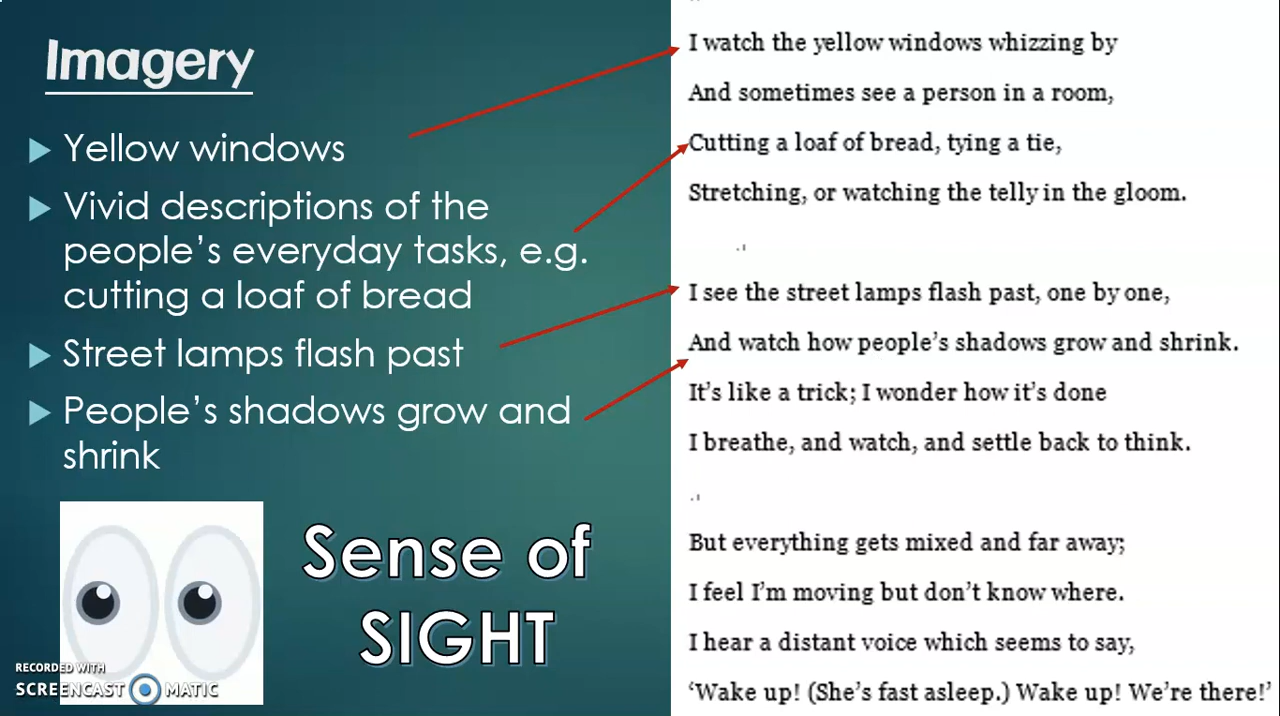 Imagery
Yellow windows
Vivid descriptions of the
people's everyday tasks, e.g.
cutting a loaf of bread
Street lamps flash past
People's shadows grow and
shrink
Sense of
SIGHT
RECORDED WITH
SCREENCAST MATIC
I watch the yellow windows whizzing by
And sometimes see a person in a room,
Cutting a loaf of bread, tying a tie,
Stretching, or watching the telly in the gloom.
I see the street lamps flash past, one by one,
And watch how people's shadows grow and shrink.
It's like a trick; I wonder how it's done
I breathe, and watch, and settle back to think.
But everything gets mixed and far away;
I feel I'm moving but don't know where.
I hear a distant voice which seems to say,
‘Wake up! (She's fast asleep.) Wake up! We're there!’